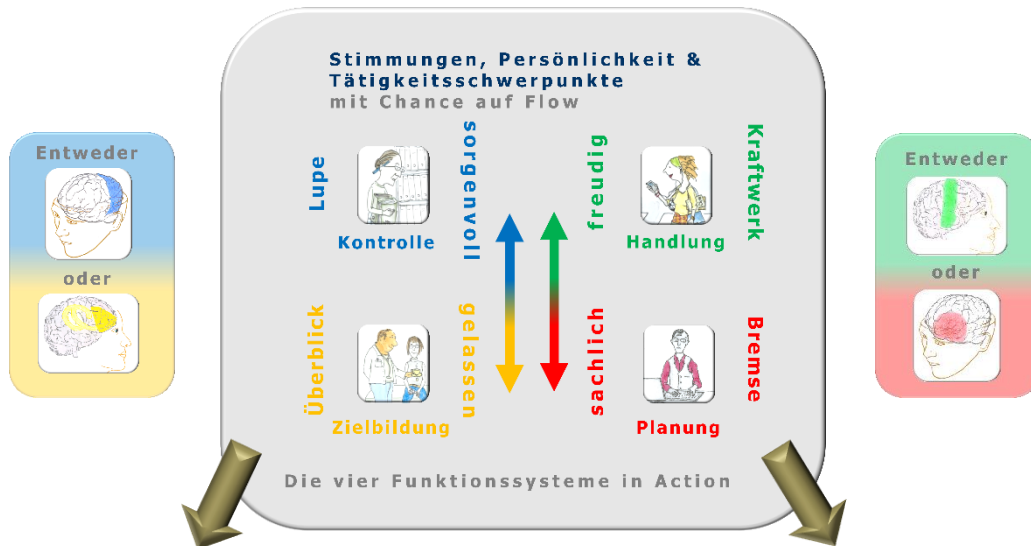 Stimmungen, Persönlichkeit &
Tätigkeitsschwerpunkte
mit Chance auf Flow
Entweder
oder
Lupe
Kontrolle
sorgenvoll
freudig
Handlung
Kraftwerk
Überblick
Zielbildung
gelassen
sachlich
Planung
Bremse
Die vier Funktionssysteme in Action
Entweder
oder